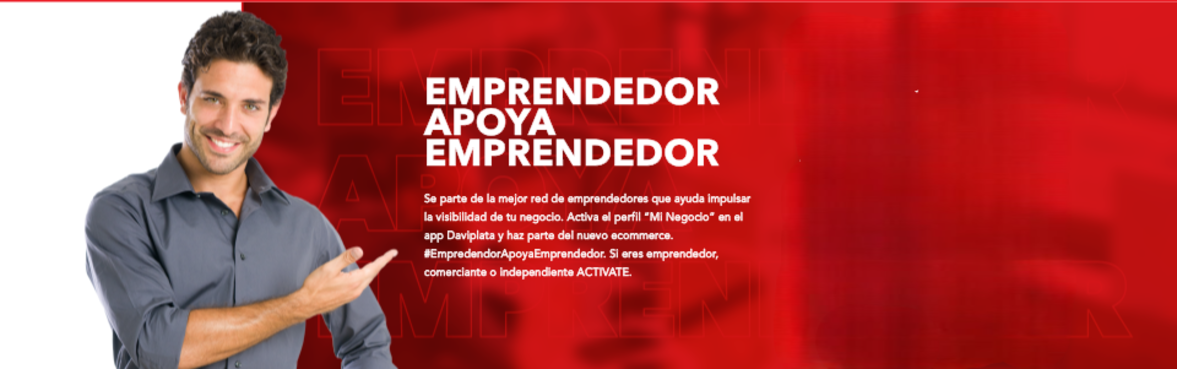 EMPRENDEDOR
APOYA
EMPRENDEDOR
Se parte de la mejor red de emprendedores que ayuda impulsar
la visibilidad de tu negocio. Activa el perfil "Mi Negocio" en el
app Daviplata y haz parte del nuevo ecommerce.
#EmpredendorApoyaEmprendedor. Si eres emprendedor,
comerciante o independiente ACTIVATE.